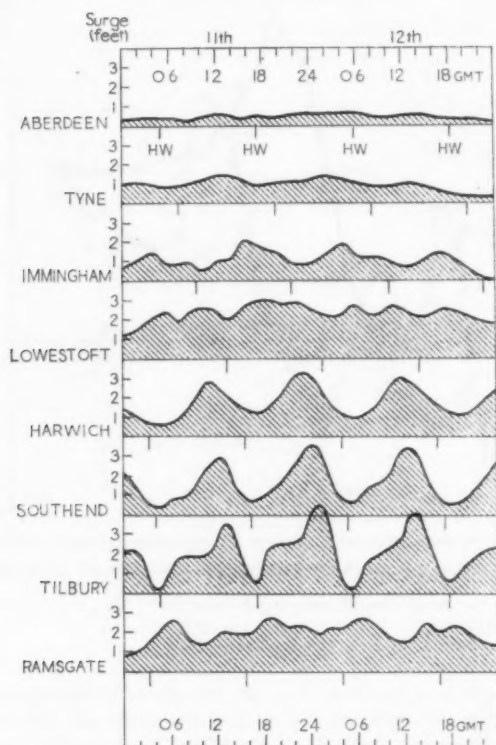 Surge
(feet)
11th 12th
06 12 18 24 06 12 18 GMT
3
2
1
ABERDEEN
HW HW HW HW
3
2
1
TYNE
3
2
1
IMMINGHAM
3
2
1
LOWESTOFT
3
2
1
HARWICH
3
2
1
SOUTHEND
3
2
1
TILBURY
3
2
1
RAMSGATE
06 12 18 24 06 12 18 GMT